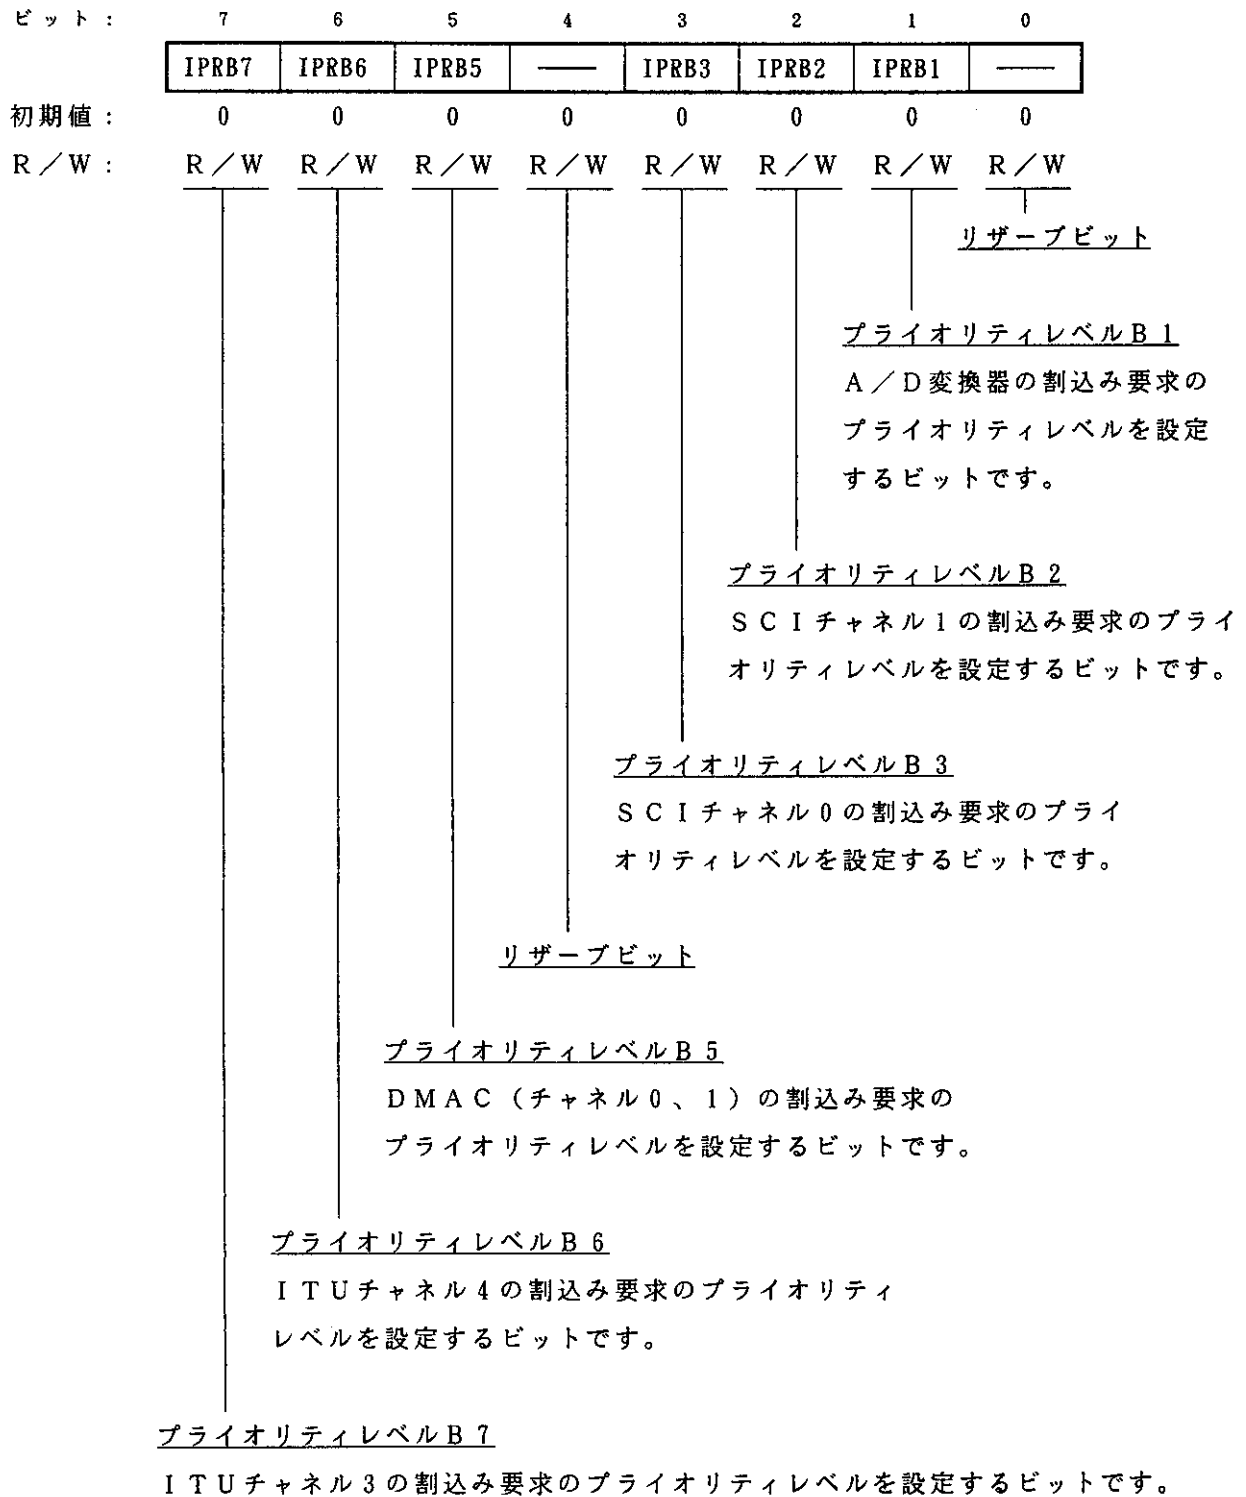 ビット： 7 6 5 4 3 2 1 0
IPRB7 IPRB6 IPRB5 ― IPRB3 IPRB2 IPRB1 ―
初期値： 0 0 0 0 0 0 0 0
R／W： R／W R／W R／W R／W R／W R／W R／W R／W
リザーブビット
プライオリティレベルB1
A／D変換器の割込み要求の
プライオリティレベルを設定
するビットです。
プライオリティレベルB2
SCIチャネル1の割込み要求のプライ
オリティレベルを設定するビットです。
プライオリティレベルB3
SCIチャネル0の割込み要求のプライ
オリティレベルを設定するビットです。
リザーブビット
プライオリティレベルB5
DMAC（チャネル0、1）の割込み要求の
プライオリティレベルを設定するビットです。
プライオリティレベルB6
ITUチャネル4の割込み要求のプライオリティ
レベルを設定するビットです。
プライオリティレベルB7
ITUチャネル3の割込み要求のプライオリティレベルを設定するビットです。